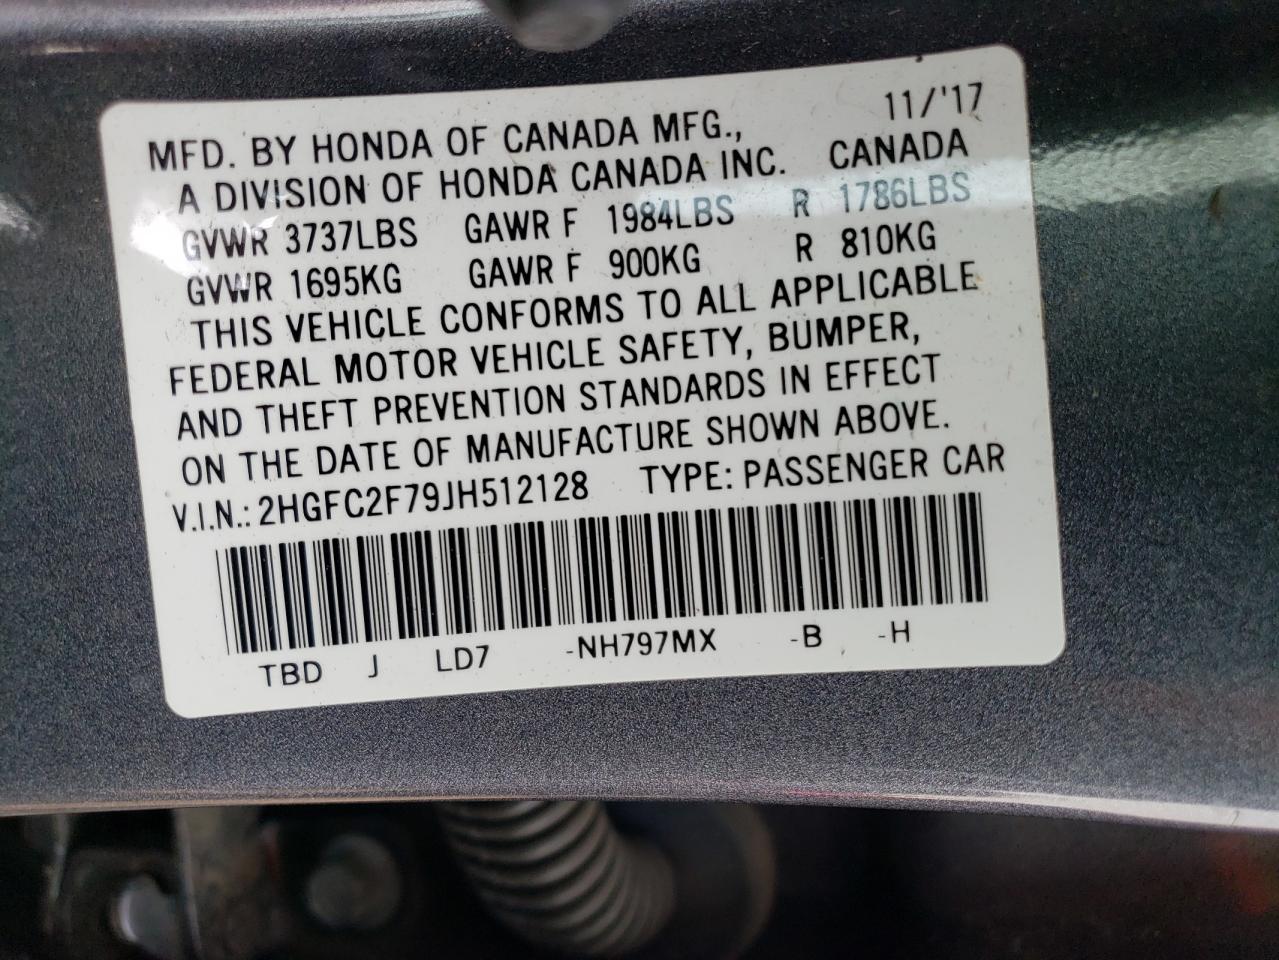 11/'17
MFD. BY HONDA OF CANADA MFG.,
A DIVISION OF HONDA CANADA INC. CANADA
GVWR 3737LBS GAWR F 1984LBS R 1786LBS
GVWR 1695KG GAWR F 900KG R 810KG
THIS VEHICLE CONFORMS TO ALL APPLICABLE
FEDERAL MOTOR VEHICLE SAFETY, BUMPER,
AND THEFT PREVENTION STANDARDS IN EFFECT
ON THE DATE OF MANUFACTURE SHOWN ABOVE.
V.I.N.: 2HGFC2F79JH512128 TYPE: PASSENGER CAR
TBD J LD7 -NH797MX -B -H